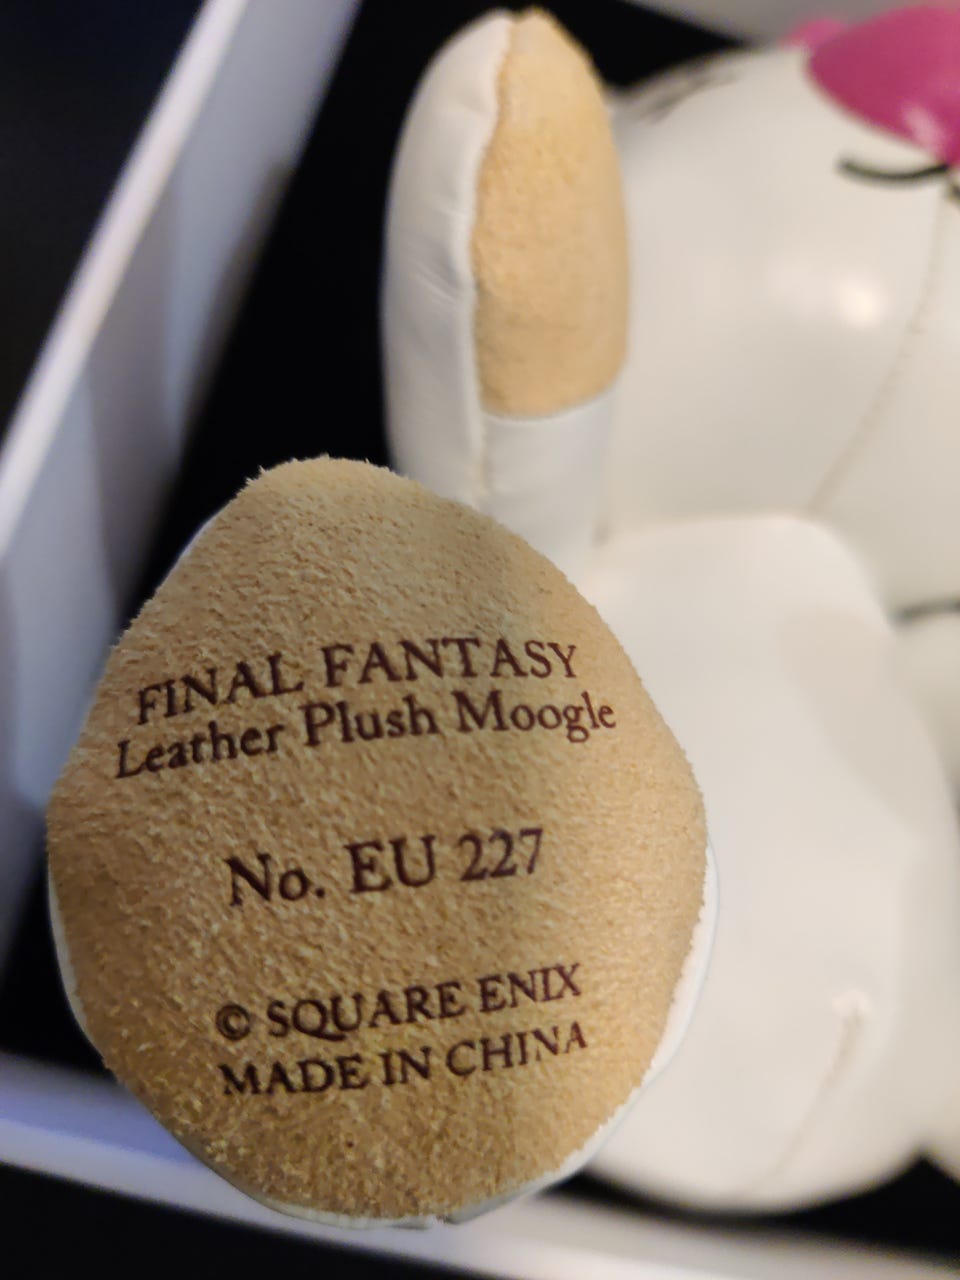 FINAL FANTASY
Leather Plush Moogle
No. EU 227
© SQUARE ENIX
MADE IN CHINA